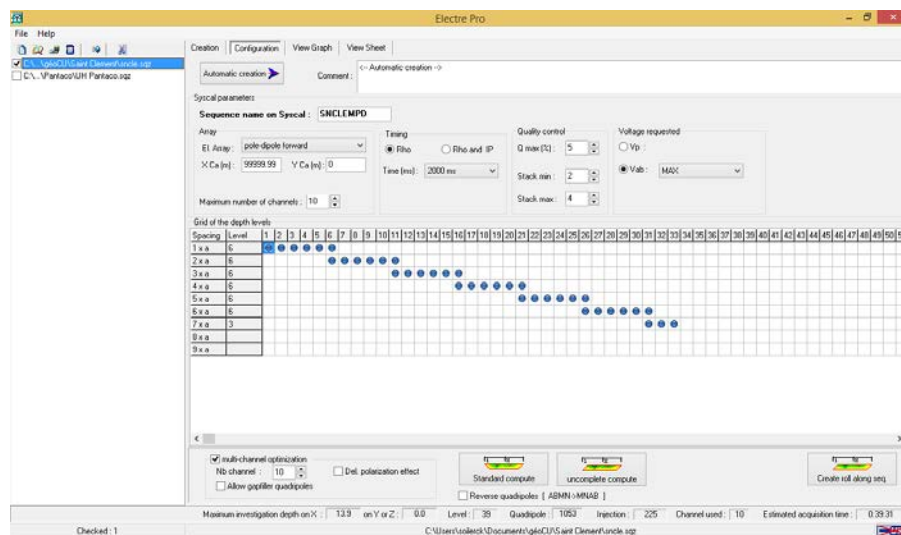 Electre Pro
File Help
C:\...\géoCU\Saint Clement\sncle.sqz
C:\...\Pantaco\UH Pantaco.sqz
Creation Configuration View Graph View Sheet
Automatic creation
Comment :
<-- Automatic creation -->
Syscal parameters
Sequence name on Syscal : SNCLEMPD
Array
El. Array : pole-dipole forward
X Ca (m) : 99999.99 Y Ca (m) : 0
Maximum number of channels : 10
Timing
Rho Rho and IP
Time (ms) : 2000 ms
Quality control
Q max (%) : 5
Stack min : 2
Stack max : 4
Voltage requested
Vp :
Vab : MAX
Grid of the depth levels
Spacing Level 1 2 3 4 5 6 7 8 9 10 11 12 13 14 15 16 17 18 19 20 21 22 23 24 25 26 27 28 29 30 31 32 33 34 35 36 37 38 39 40 41 42 43 44 45 46 47 48 49 50
1 x a 6
2 x a 6
3 x a 6
4 x a 6
5 x a 6
6 x a 6
7 x a 3
8 x a
9 x a
multi-channel optimization
Nb channel : 10
Del. polarization effect
Allow gapfiller quadripoles
Standard compute
uncomplete compute
Create roll along seq.
Reverse quadripoles [ ABMN->MNAB ]
Maximum investigation depth on X : 13.9 on Y or Z : 0.0 Level : 39 Quadripole : 1053 Injection : 225 Channel used : 10 Estimated acquisition time : 0:39:31
Checked : 1
C:\Users\soilerck\Documents\géoCU\Saint Clement\sncle.sqz